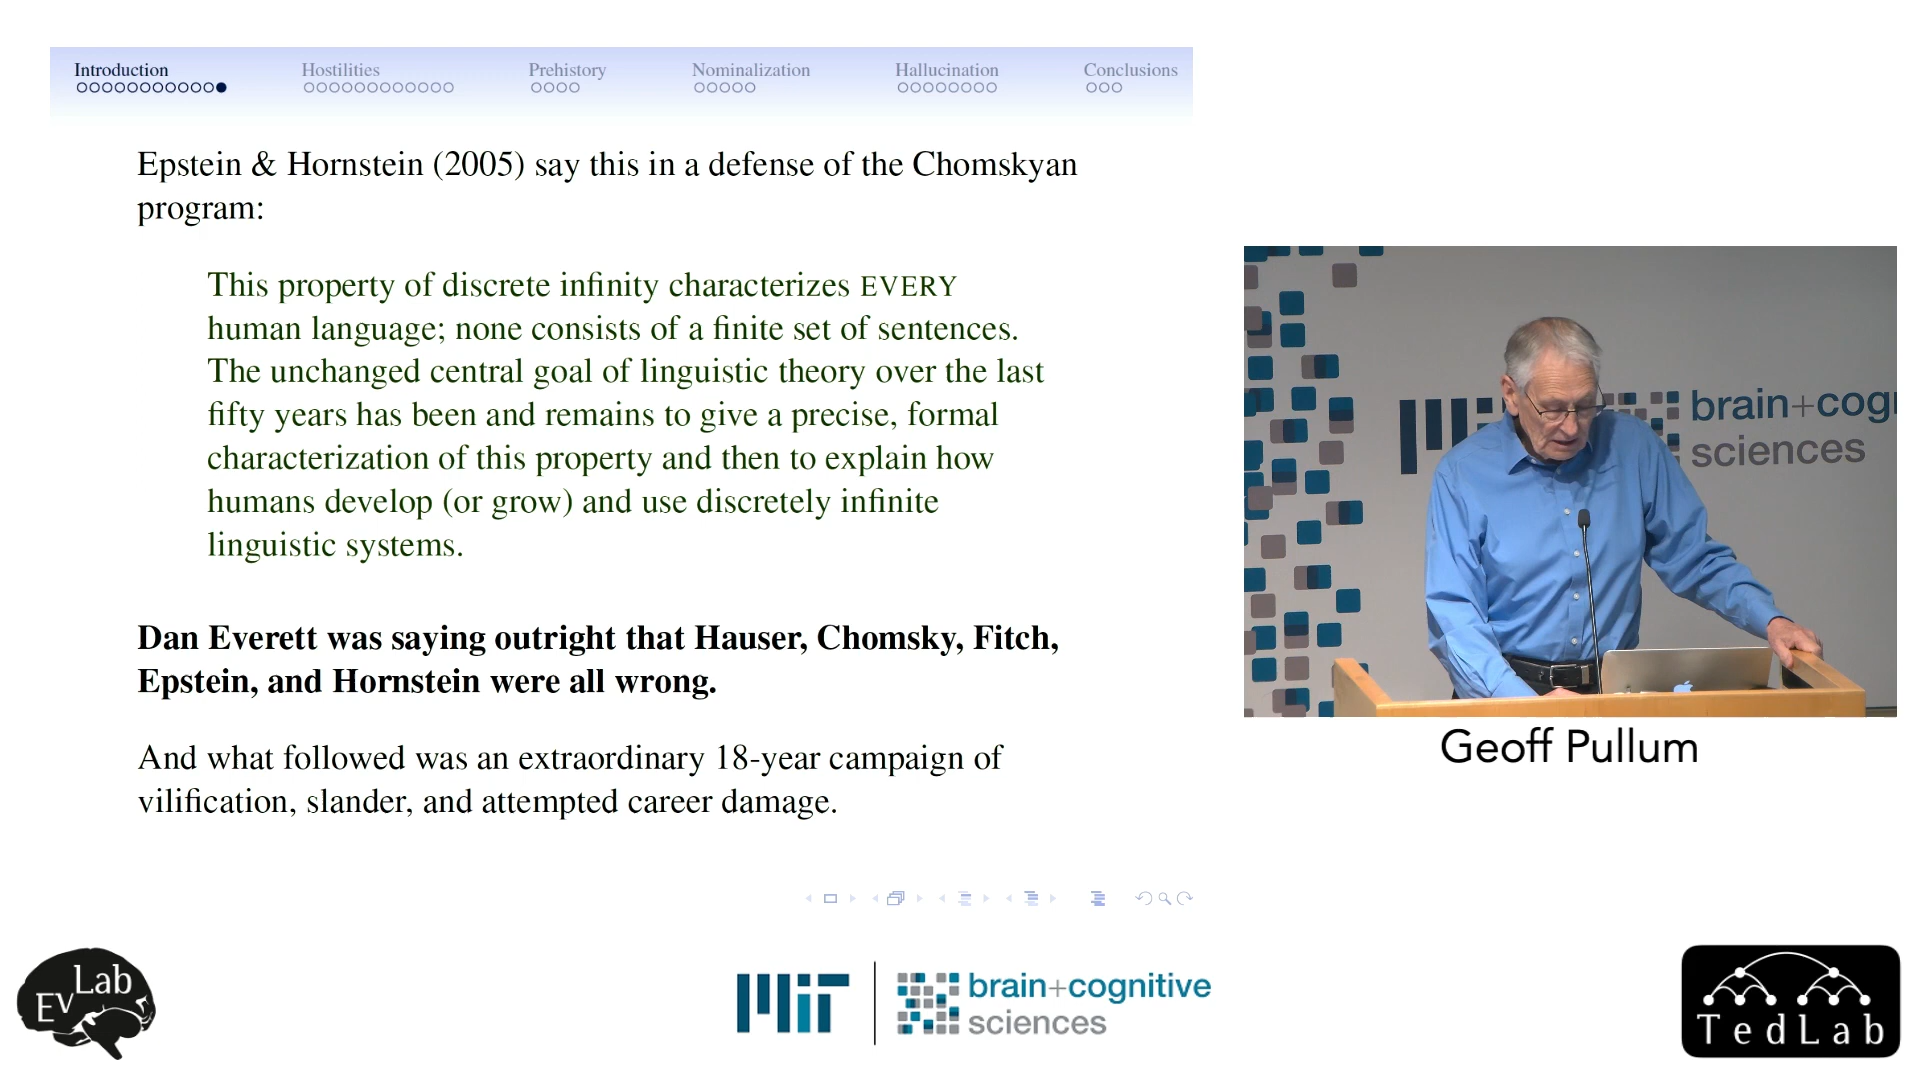 Introduction
Hostilities
Prehistory
Nominalization
Hallucination
Conclusions
Epstein & Hornstein (2005) say this in a defense of the Chomskyan
program:
This property of discrete infinity characterizes EVERY
human language; none consists of a finite set of sentences.
The unchanged central goal of linguistic theory over the last
fifty years has been and remains to give a precise, formal
characterization of this property and then to explain how
humans develop (or grow) and use discretely infinite
linguistic systems.
Dan Everett was saying outright that Hauser, Chomsky, Fitch,
Epstein, and Hornstein were all wrong.
And what followed was an extraordinary 18-year campaign of
vilification, slander, and attempted career damage.
brain+cogn
sciences
Geoff Pullum
EvLab
MIT
brain+cognitive
sciences
TedLab